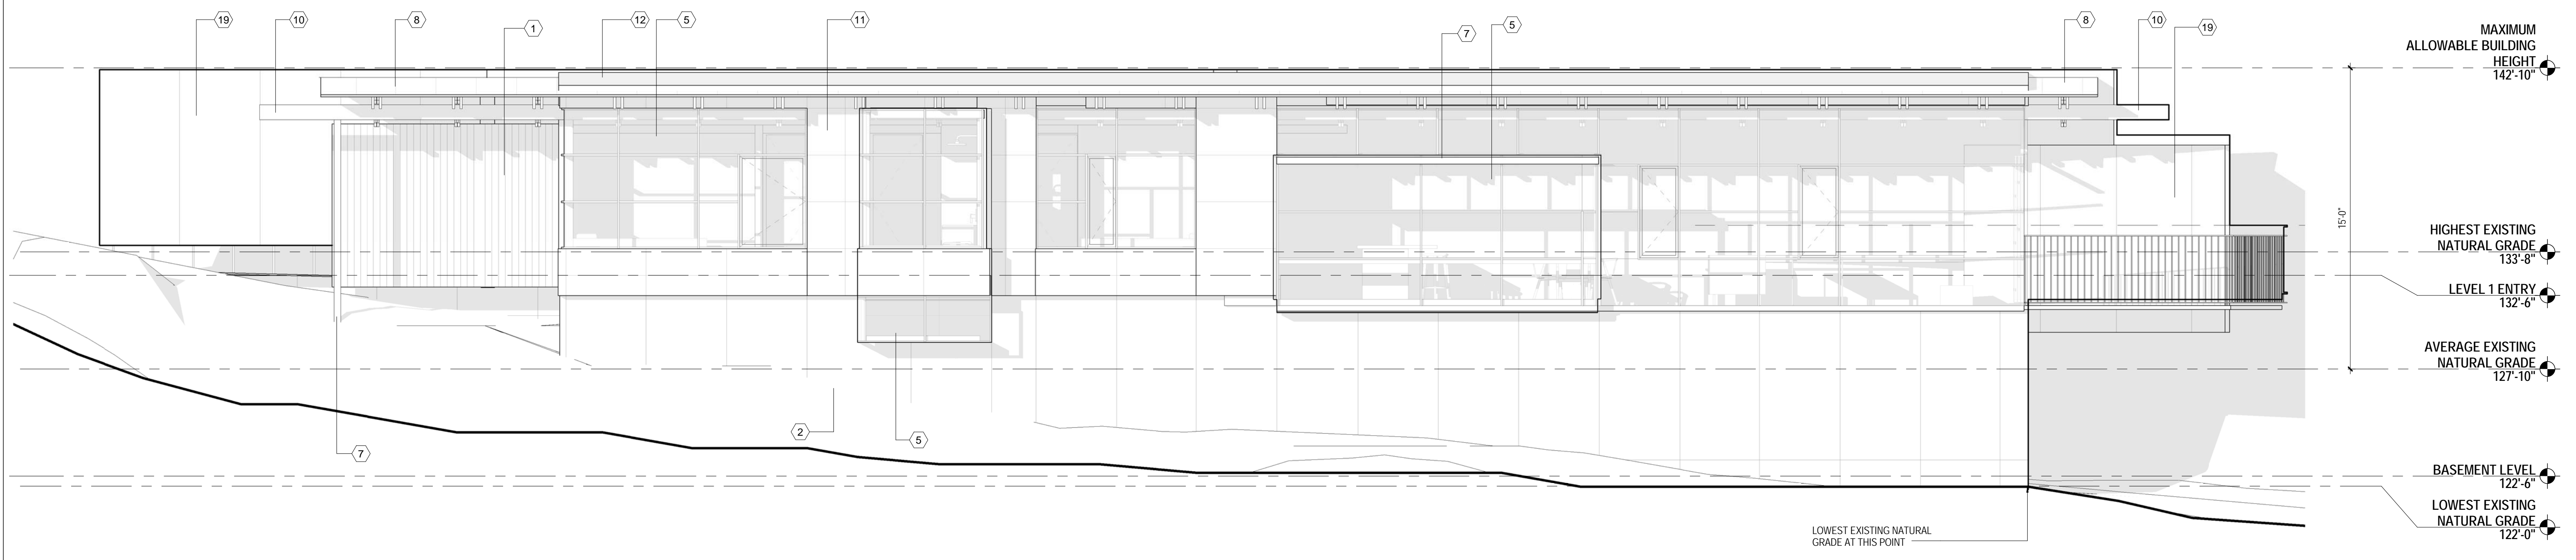 19
10
8
1
12
5
11
7
5
8
10
19
MAXIMUM
ALLOWABLE BUILDING
HEIGHT
142'-10"
15'-0"
HIGHEST EXISTING
NATURAL GRADE
133'-8"
LEVEL 1 ENTRY
132'-6"
AVERAGE EXISTING
NATURAL GRADE
127'-10"
7
2
5
BASEMENT LEVEL
122'-6"
LOWEST EXISTING
NATURAL GRADE
122'-0"
LOWEST EXISTING NATURAL
GRADE AT THIS POINT